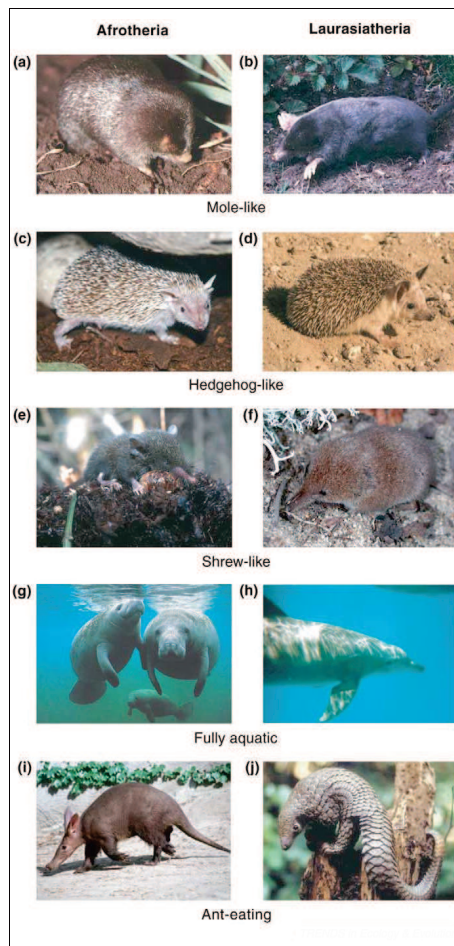 Afrotheria
Laurasiatheria
(a)
(b)
Mole-like
(c)
(d)
Hedgehog-like
(e)
(f)
Shrew-like
(g)
(h)
Fully aquatic
(i)
(j)
Ant-eating